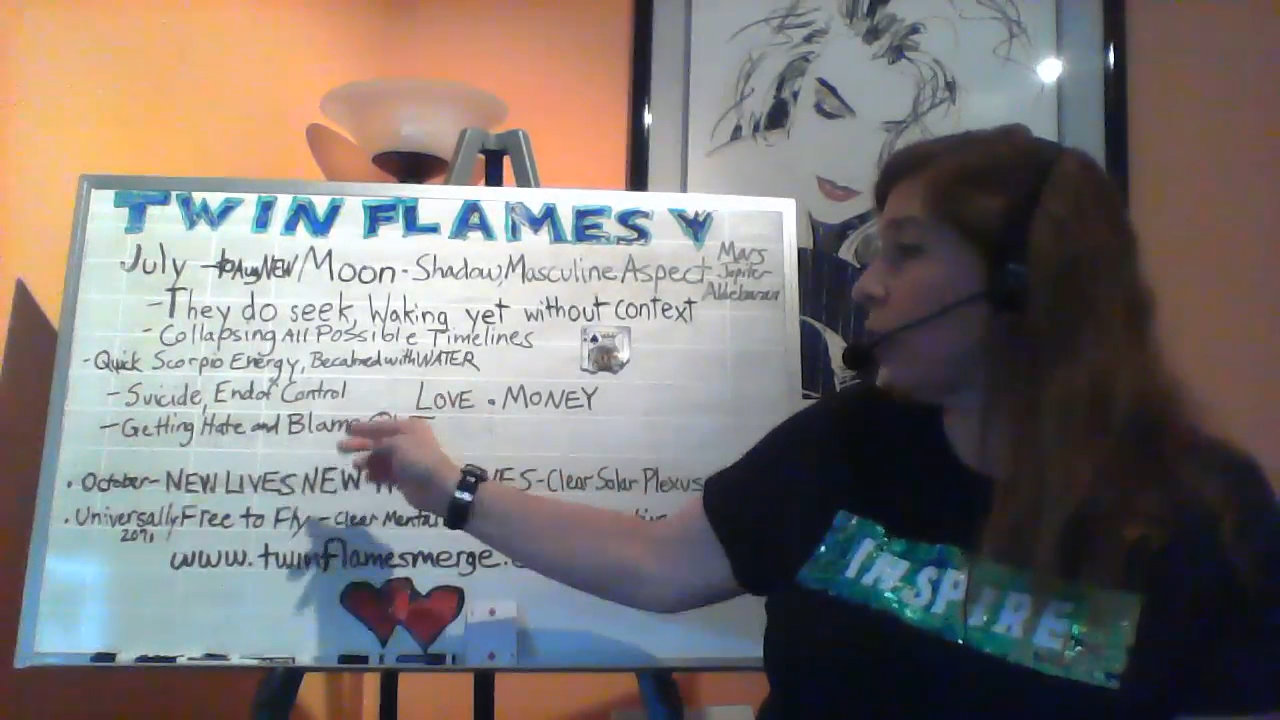 TWIN FLAMES
July to Aug NEW Moon - Shadow, Masculine Aspect - Mars
Jupiter
Aldebaran
- They do seek, Waking yet without context
- Collapsing All Possible Timelines
- Quick Scorpio Energy, Becalmed with WATER
- Suicide, End of Control
LOVE . MONEY
- Getting Hate and Blame
. October - NEW LIVES NEW - Clear Solar Plexus
. Universally Free to Fly - Clear
www.twinflamesmerge.
INSPIRE